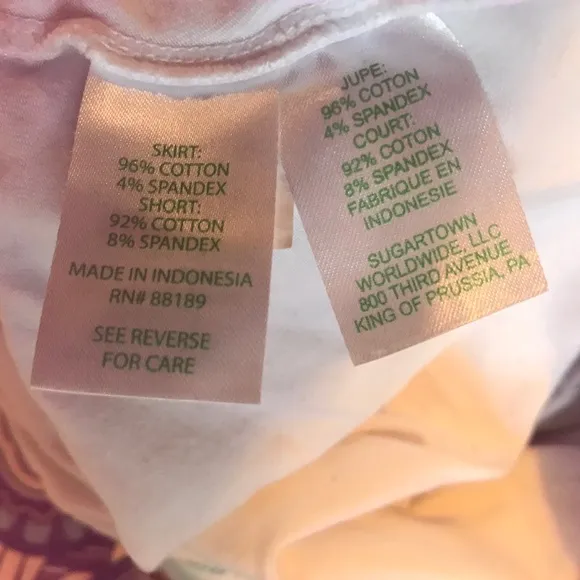 SKIRT:
96% COTTON
4% SPANDEX
SHORT:
92% COTTON
8% SPANDEX
MADE IN INDONESIA
RN# 88189
SEE REVERSE
FOR CARE
JUPE:
96% COTON
4% SPANDEX
COURT:
92% COTON
8% SPANDEX
FABRIQUE EN
INDONESIE
SUGARTOWN
WORLDWIDE, LLC
800 THIRD AVENUE
KING OF PRUSSIA, PA